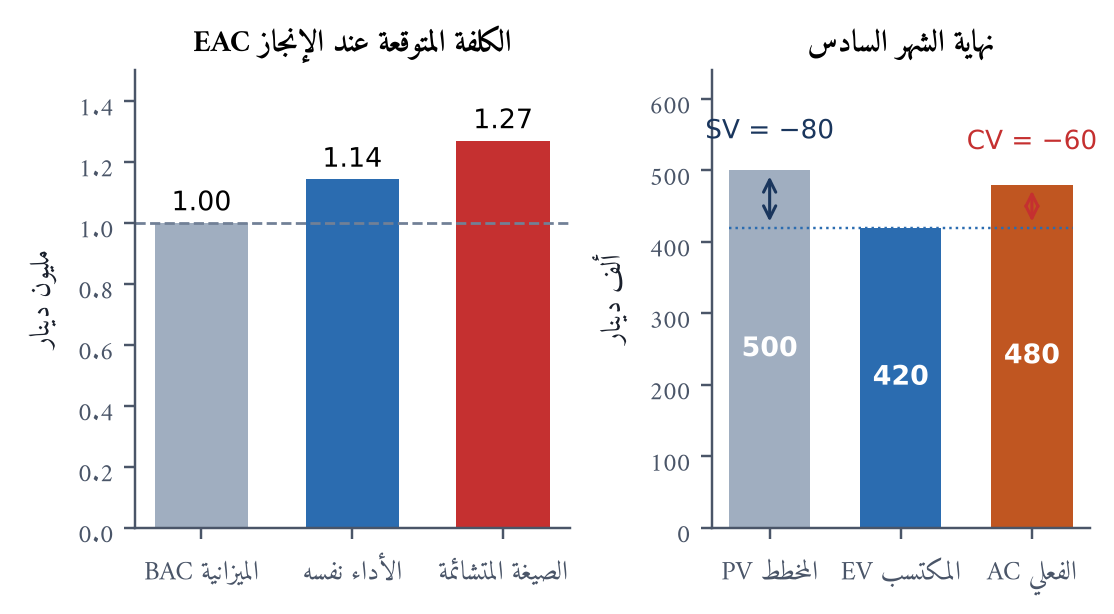 نهاية الشهر السادس
ألف دينار
600
500
400
300
200
100
0
SV = −80
CV = −60
500
420
480
المخطط PV
المكتسب EV
الفعلي AC
الكلفة المتوقعة عند الإنجاز EAC
مليون دينار
1.4
1.2
1.0
0.8
0.6
0.4
0.2
0.0
1.00
1.14
1.27
الميزانية BAC
الأداء نفسه
الصيغة المتشائمة